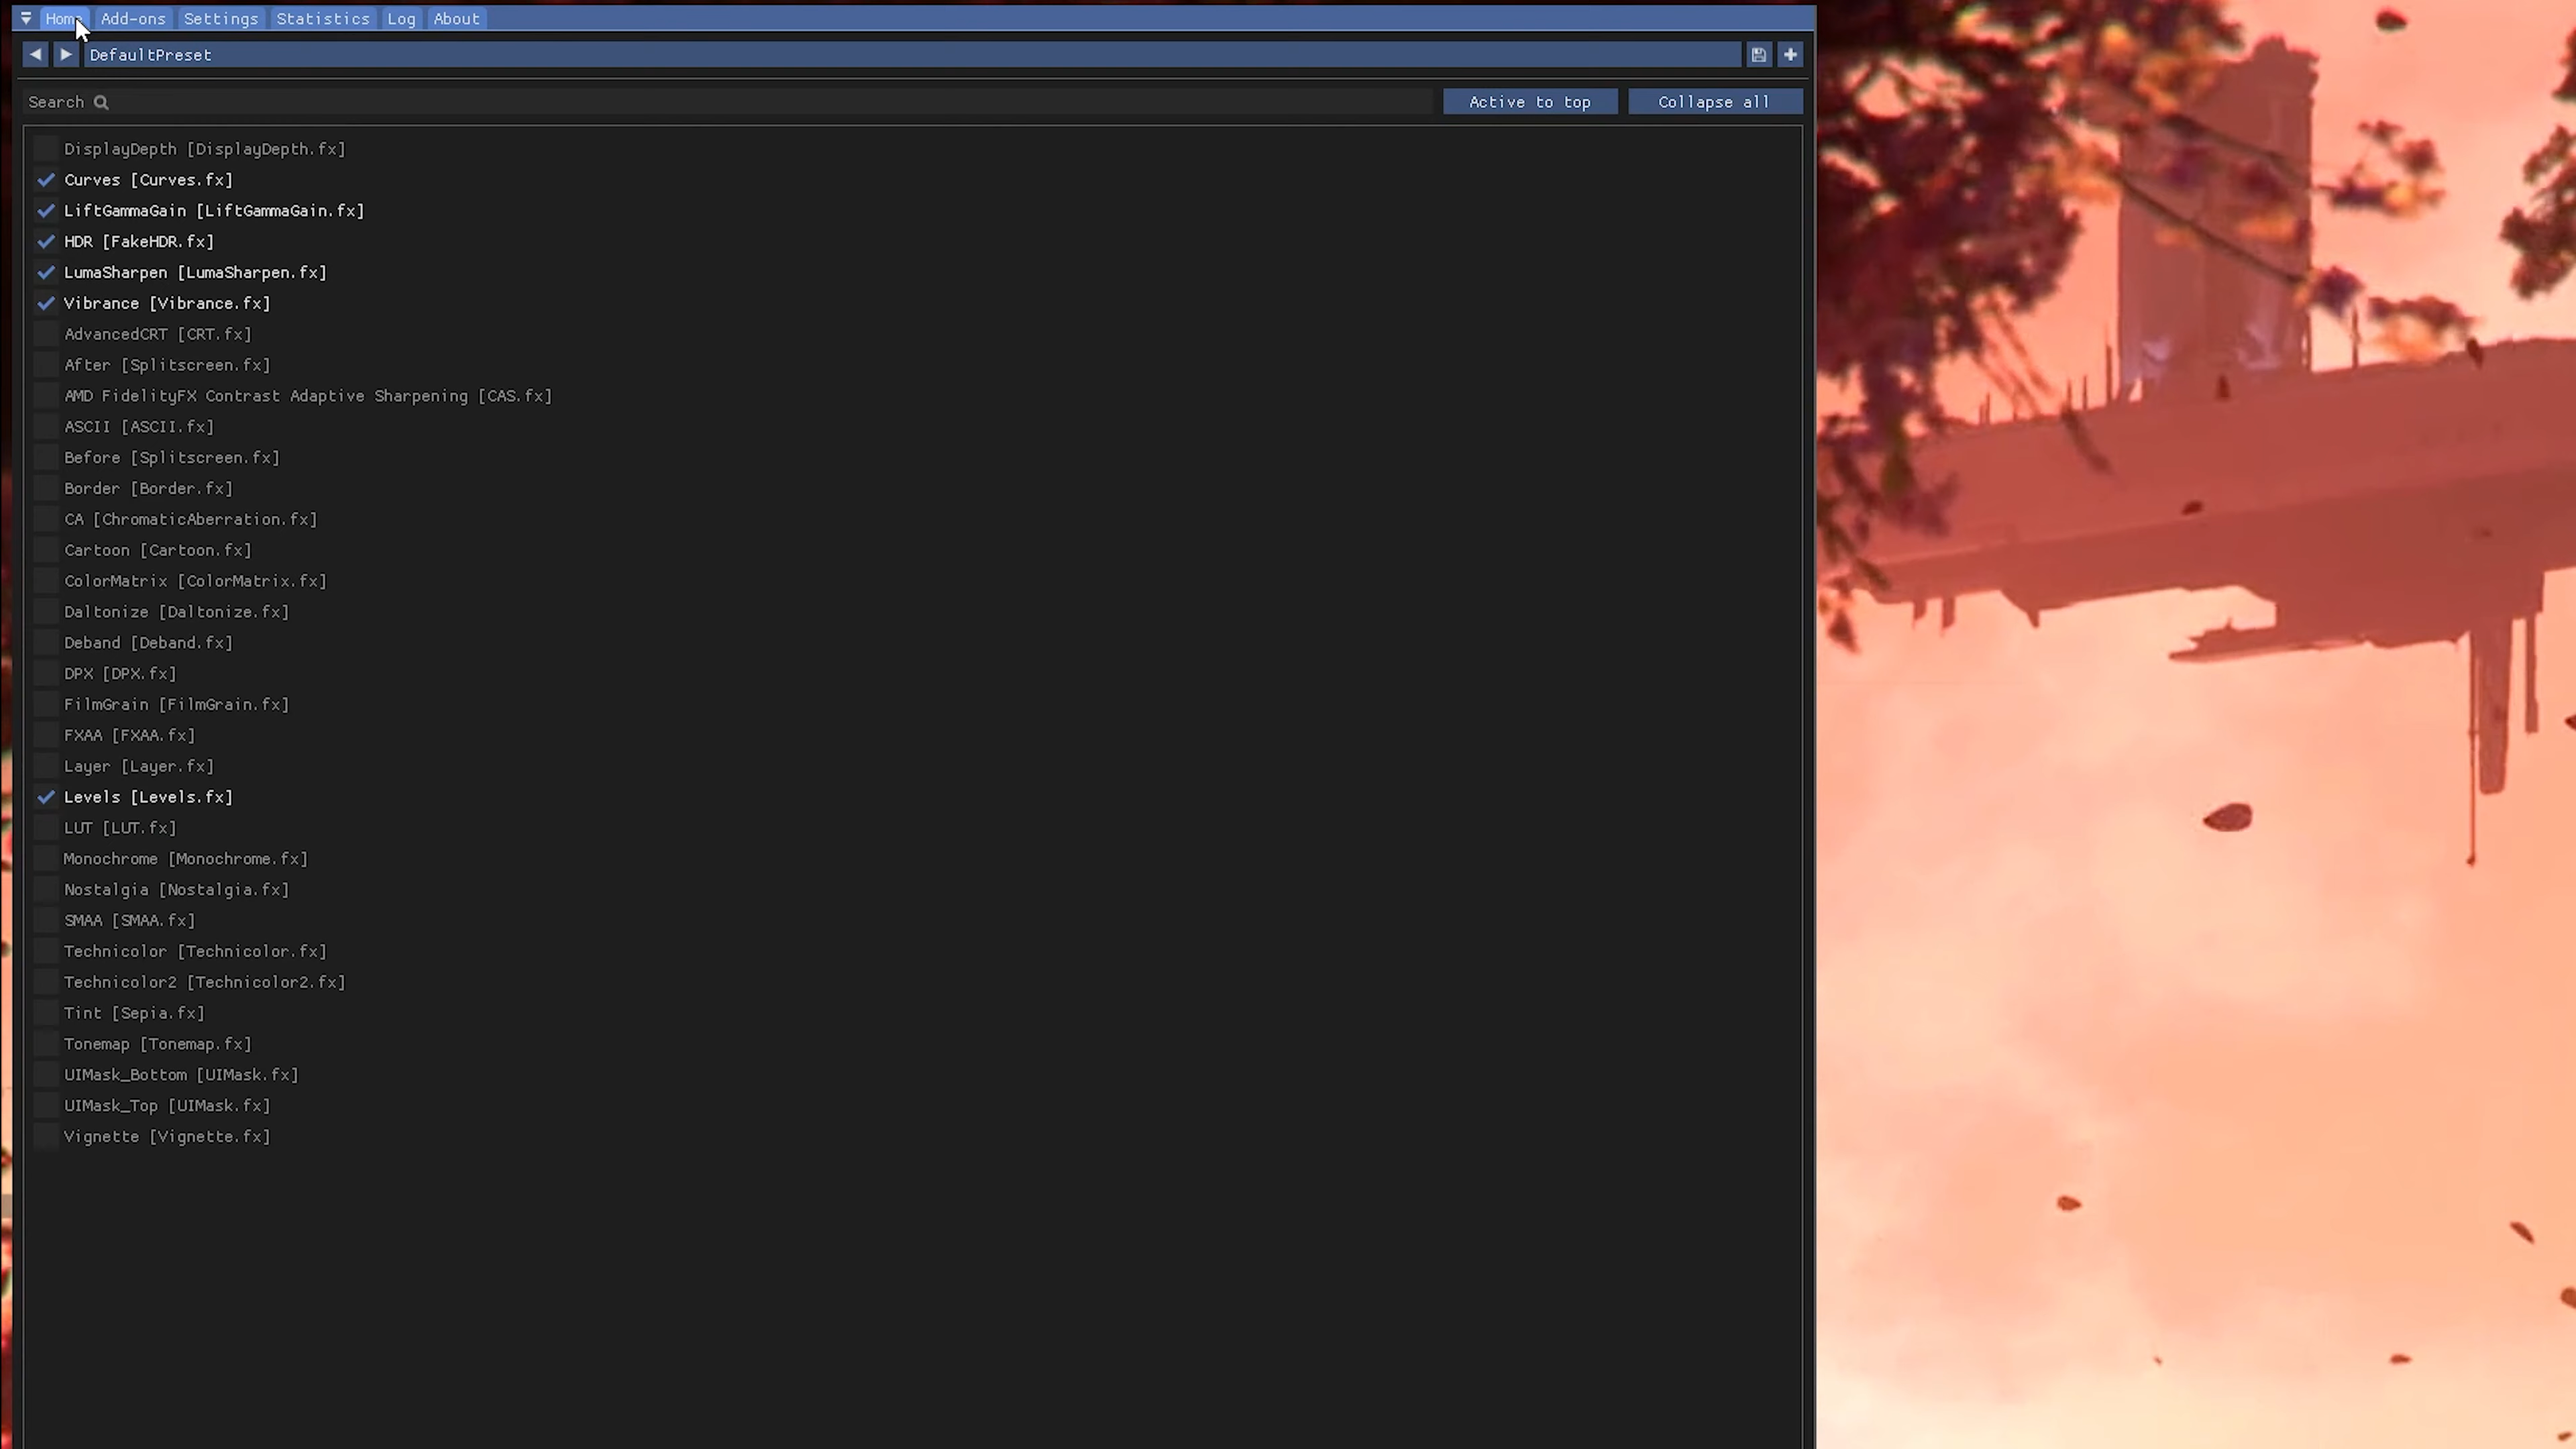 Home Add-ons Settings Statistics Log About
DefaultPreset
Search Active to top Collapse all
DisplayDepth [DisplayDepth.fx]
Curves [Curves.fx]
LiftGammaGain [LiftGammaGain.fx]
HDR [FakeHDR.fx]
LumaSharpen [LumaSharpen.fx]
Vibrance [Vibrance.fx]
AdvancedCRT [CRT.fx]
After [Splitscreen.fx]
AMD FidelityFX Contrast Adaptive Sharpening [CAS.fx]
ASCII [ASCII.fx]
Before [Splitscreen.fx]
Border [Border.fx]
CA [ChromaticAberration.fx]
Cartoon [Cartoon.fx]
ColorMatrix [ColorMatrix.fx]
Daltonize [Daltonize.fx]
Deband [Deband.fx]
DPX [DPX.fx]
FilmGrain [FilmGrain.fx]
FXAA [FXAA.fx]
Layer [Layer.fx]
Levels [Levels.fx]
LUT [LUT.fx]
Monochrome [Monochrome.fx]
Nostalgia [Nostalgia.fx]
SMAA [SMAA.fx]
Technicolor [Technicolor.fx]
Technicolor2 [Technicolor2.fx]
Tint [Sepia.fx]
Tonemap [Tonemap.fx]
UIMask_Bottom [UIMask.fx]
UIMask_Top [UIMask.fx]
Vignette [Vignette.fx]